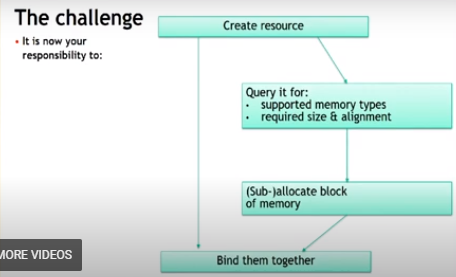 The challenge
• It is now your
responsibility to:
Create resource
Query it for:
• supported memory types
• required size & alignment
(Sub-)allocate block
of memory
Bind them together
MORE VIDEOS